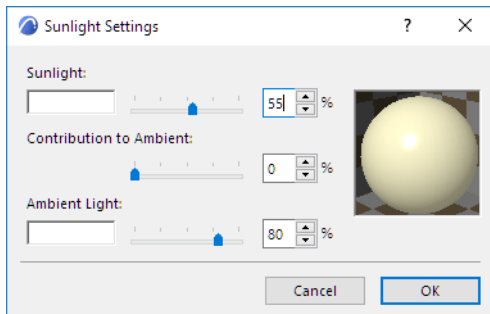 Sunlight Settings ?
Sunlight:
55 %
Contribution to Ambient:
0 %
Ambient Light:
80 %
Cancel OK